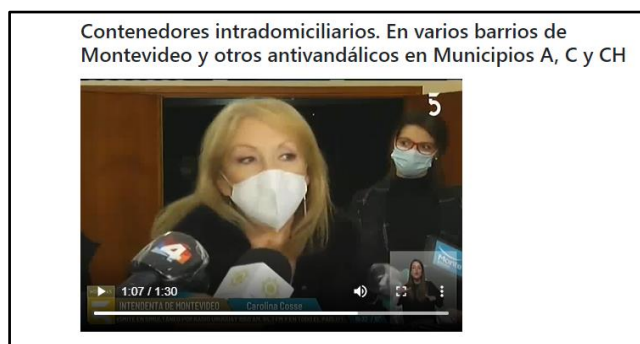 Contenedores intradomiciliarios. En varios barrios de
Montevideo y otros antivandálicos en Municipios A, C y CH
5
4
1:07 / 1:30
INTENDENTA DE MONTEVIDEO
Carolina Cosse